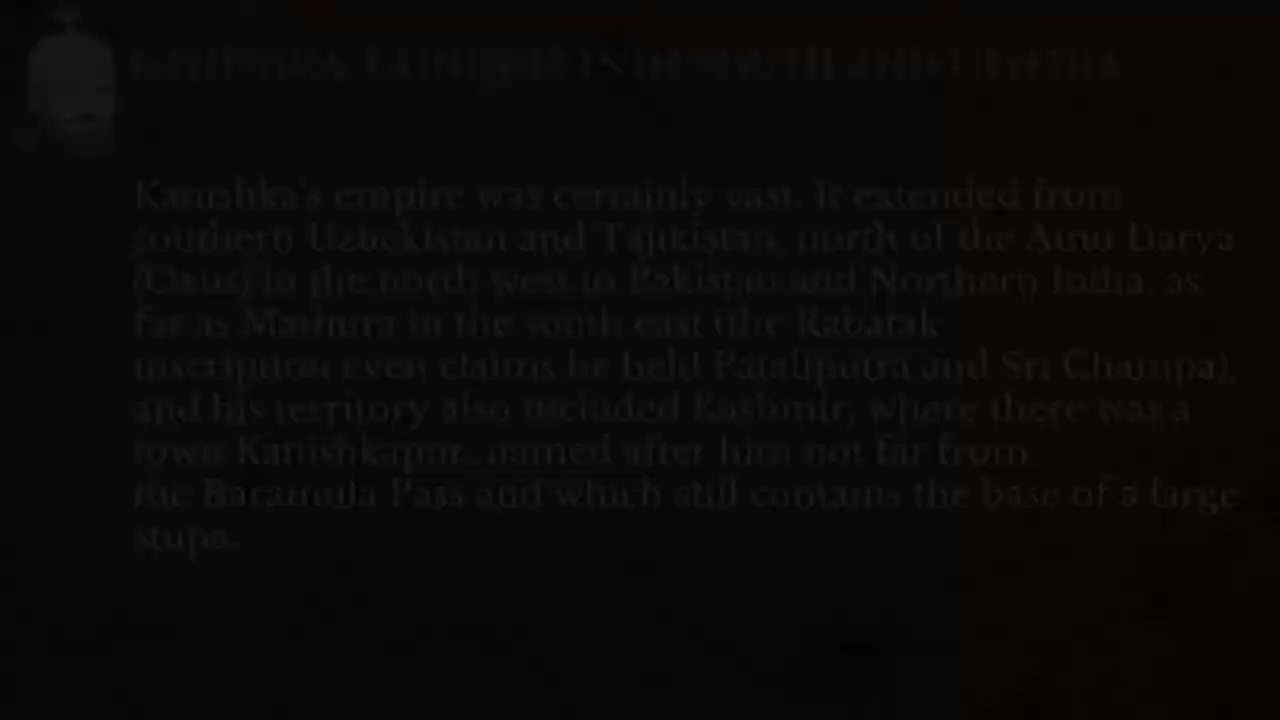 Kanishka's empire was certainly vast. It extended from
southern Uzbekistan and Tajikistan, north of the Amu Darya
(Oxus) in the north west to Pakistan and Northern India, as
far as Mathura in the south east (the Rabatak
inscription even claims he held Pataliputra and Sri Champa),
and his territory also included Kashmir, where there was a
town Kanishkapur, named after him not far from
the Baramula Pass and which still contains the base of a large
stupa.